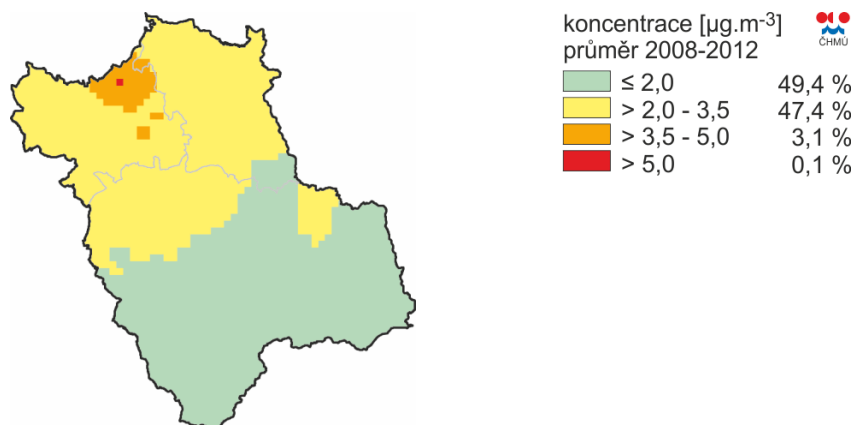 koncentrace [µg.m-3]
průměr 2008-2012
ČHMÚ
≤ 2,0 49,4 %
> 2,0 - 3,5 47,4 %
> 3,5 - 5,0 3,1 %
> 5,0 0,1 %